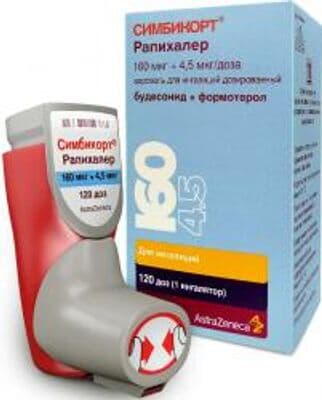 СИМБИКОРТ®
Рапихалер
160 мкг + 4,5 мкг/доза
аэрозоль для ингаляций дозированный
будесонид + формотерол
160
4,5
Для ингаляций
120 доз (1 ингалятор)
AstraZeneca
Симбикорт®
Рапихалер
160 мкг + 4,5 мкг
120 доз
AstraZeneca